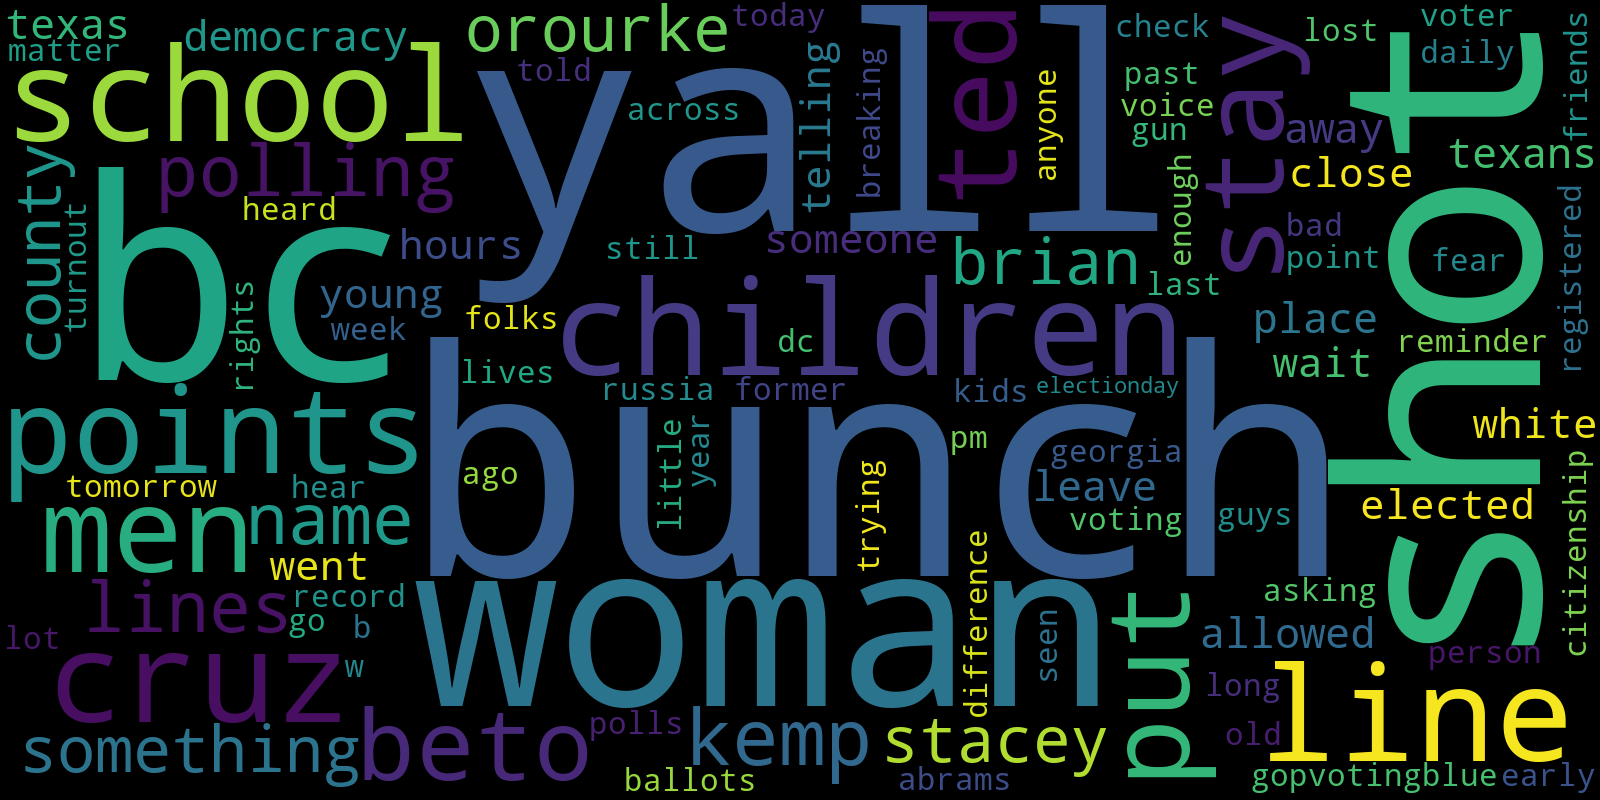 texas
matter
democracy
orourke
today
told
school
yall
ted
check
stay
lost
voter
daily
friends
shot
past
voice
gun
across
telling
breaking
anyone
away
close
texans
enough
polling
county
turnout
heard
hours
still
someone
brian
last
bad
point
fear
registered
bc
rights
young
week
folks
children
dc
place
wait
reminder
lives
russia
former
kids
electionday
points
bunch
white
tomorrow
hear
ago
little
year
trying
pm
georgia
leave
voting
guys
elected
citizenship
men
name
went
lines
record
go
b
w
lot
woman
difference
seen
put
asking
allowed
person
cruz
something
beto
polls
kemp
stacey
ballots
abrams
long
old
line
gopvotingblue
early